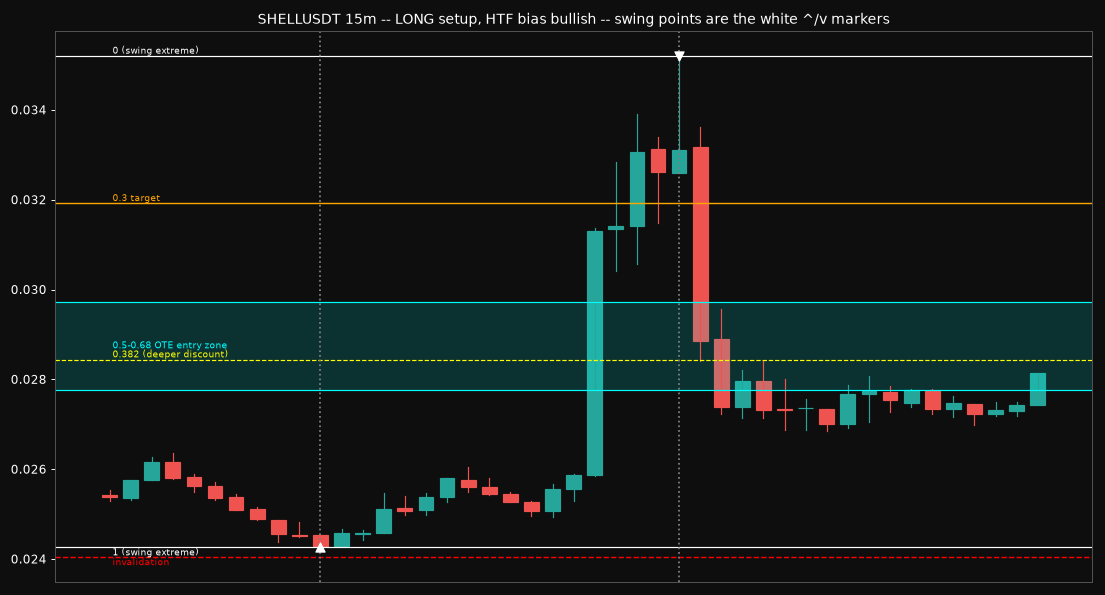 SHELLUSDT 15m -- LONG setup, HTF bias bullish -- swing points are the white ^/v markers
0 (swing extreme)
0.034
0.3 target
0.032
0.030
0.5-0.68 OTE entry zone
0.382 (deeper discount)
0.028
0.026
1 (swing extreme)
0.024
invalidation